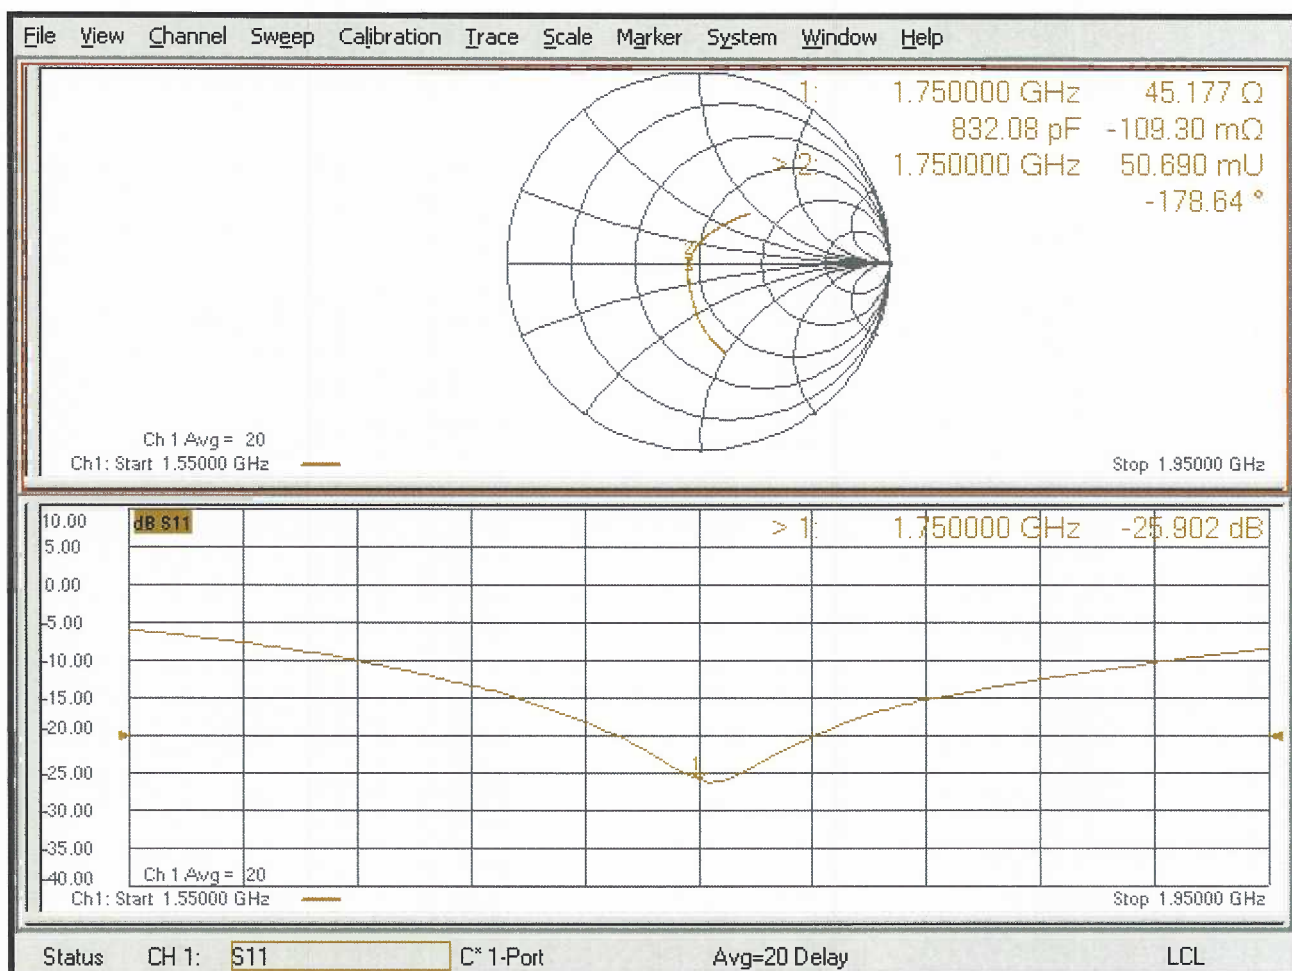 File View Channel Sweep Calibration Trace Scale Marker System Window Help
1: 1.750000 GHz 45.177 Ω
832.08 pF -109.30 mΩ
> 2: 1.750000 GHz 50.690 mU
-178.64 °
2
Ch 1 Avg = 20
Ch1: Start 1.55000 GHz
Stop 1.95000 GHz
10.00
dB S11
> 1: 1.750000 GHz -25.902 dB
5.00
0.00
-5.00
-10.00
-15.00
-20.00
-25.00
1
-30.00
-35.00
-40.00
Ch 1 Avg = 20
Ch1: Start 1.55000 GHz
Stop 1.95000 GHz
Status CH 1: S11 C* 1-Port Avg=20 Delay LCL